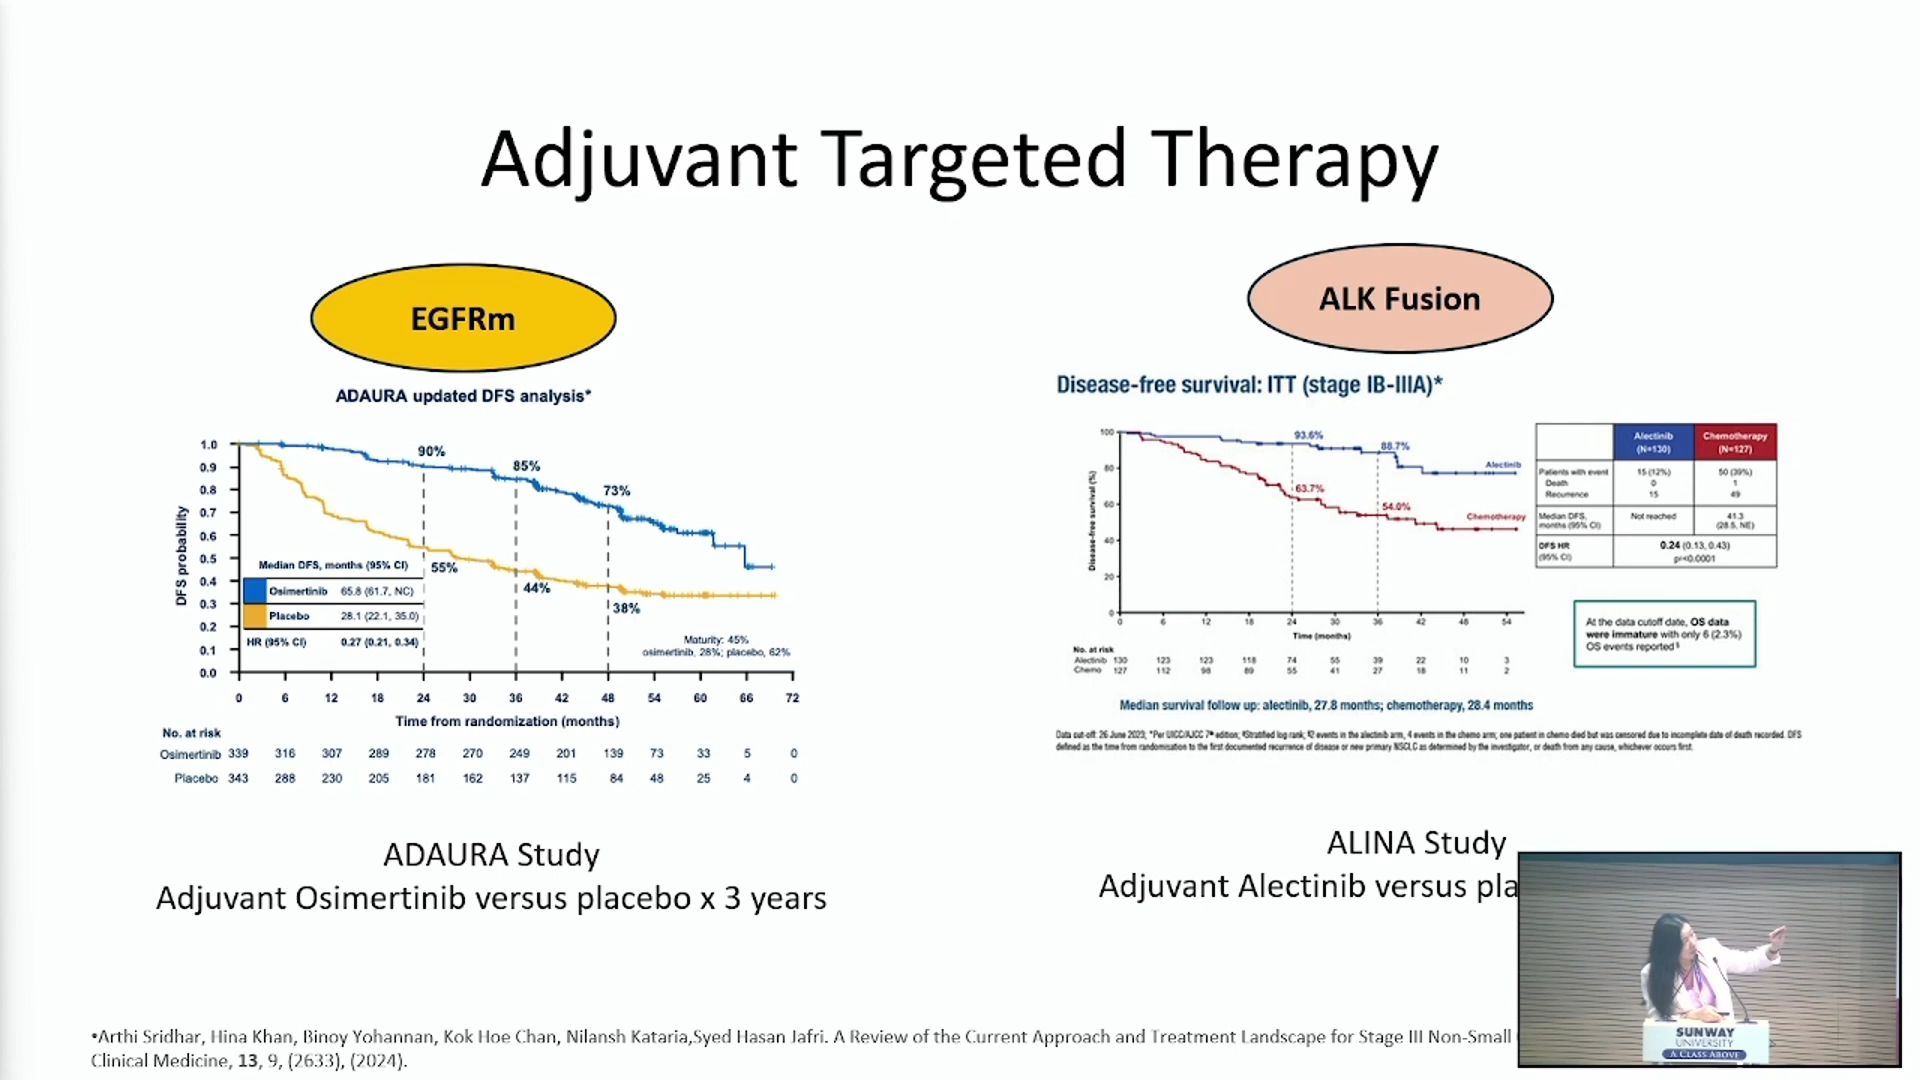 Adjuvant Targeted Therapy
EGFRm
ADAURA updated DFS analysis*
DFS probability
1.0
0.9
0.8
0.7
0.6
0.5
0.4
0.3
0.2
0.1
0.0
90%
85%
73%
55%
44%
38%
Median DFS, months (95% CI)
Osimertinib 65.8 (61.7, NC)
Placebo 28.1 (22.1, 35.0)
HR (95% CI) 0.27 (0.21, 0.34)
Maturity: 45%
osimertinib, 28%; placebo, 62%
0 6 12 18 24 30 36 42 48 54 60 66 72
Time from randomization (months)
No. at risk
Osimertinib 339 316 307 289 278 270 249 201 139 73 33 5 0
Placebo 343 288 230 205 181 162 137 115 84 48 25 4 0
ADAURA Study
Adjuvant Osimertinib versus placebo x 3 years
ALK Fusion
Disease-free survival: ITT (stage IB-IIIA)*
Disease-free survival (%)
100
80
60
40
20
0
93.6%
88.7%
Alectinib
63.7%
54.0%
Chemotherapy
0 6 12 18 24 30 36 42 48 54
Time (months)
No. at risk
Alectinib 130 123 123 118 74 55 39 22 10 3
Chemo 127 112 98 89 55 41 27 18 11 2
Alectinib (N=130)
Chemotherapy (N=127)
Patients with event 15 (12%) 50 (39%)
Death 0 1
Recurrence 15 49
Median DFS, months (95% CI) Not reached 41.3 (28.5, NE)
DFS HR (95% CI) 0.24 (0.13, 0.43)
p<0.0001
At the data cutoff date, OS data
were immature with only 6 (2.3%)
OS events reported§
Median survival follow up: alectinib, 27.8 months; chemotherapy, 28.4 months
Data cut-off: 26 June 2023; *Per UICC/AJCC 7th edition; Stratified log rank; 2 events in the alectinib arm, 4 events in the chemo arm; one patient in chemo died but was censored due to incomplete date of death recorded. DFS
defined as the time from randomisation to the first documented recurrence of disease or new primary NSCLC as determined by the investigator, or death from any cause, whichever occurs first.
ALINA Study
Adjuvant Alectinib versus pla
•Arthi Sridhar, Hina Khan, Binoy Yohannan, Kok Hoe Chan, Nilansh Kataria,Syed Hasan Jafri. A Review of the Current Approach and Treatment Landscape for Stage III Non-Small
Clinical Medicine, 13, 9, (2633), (2024).
SUNWAY
UNIVERSITY
A CLASS ABOVE